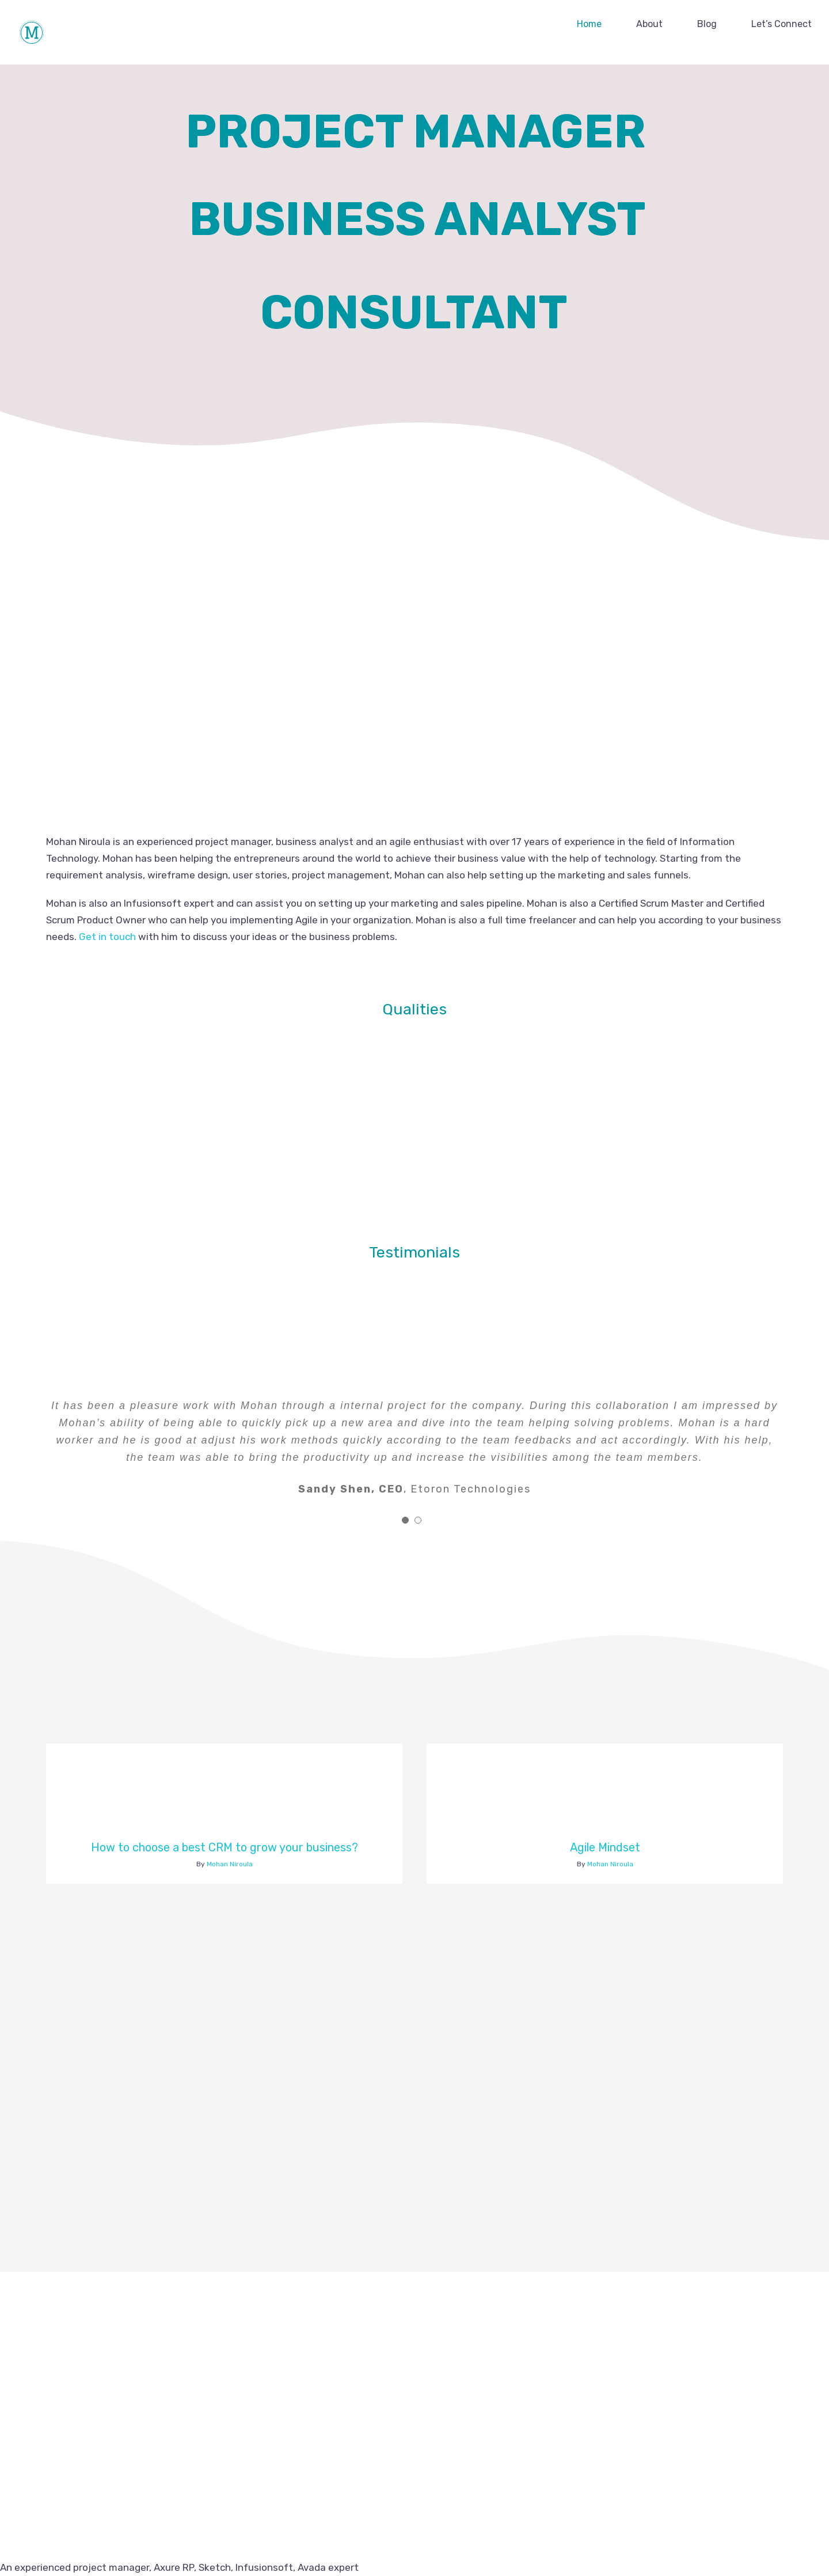 M
Home
About
Blog
Let's Connect
PROJECT MANAGER
BUSINESS ANALYST
CONSULTANT
Mohan Niroula is an experienced project manager, business analyst and an agile enthusiast with over 17 years of experience in the field of Information
Technology. Mohan has been helping the entrepreneurs around the world to achieve their business value with the help of technology. Starting from the
requirement analysis, wireframe design, user stories, project management, Mohan can also help setting up the marketing and sales funnels.
Mohan is also an Infusionsoft expert and can assist you on setting up your marketing and sales pipeline. Mohan is also a Certified Scrum Master and Certified
Scrum Product Owner who can help you implementing Agile in your organization. Mohan is also a full time freelancer and can help you according to your business
needs. Get in touch with him to discuss your ideas or the business problems.
Qualities
Testimonials
It has been a pleasure work with Mohan through a internal project for the company. During this collaboration I am impressed by
Mohan's ability of being able to quickly pick up a new area and dive into the team helping solving problems. Mohan is a hard
worker and he is good at adjust his work methods quickly according to the team feedbacks and act accordingly. With his help,
the team was able to bring the productivity up and increase the visibilities among the team members.
Sandy Shen, CEO, Etoron Technologies
How to choose a best CRM to grow your business?
By Mohan Niroula
Agile Mindset
By Mohan Niroula
An experienced project manager, Axure RP, Sketch, Infusionsoft, Avada expert